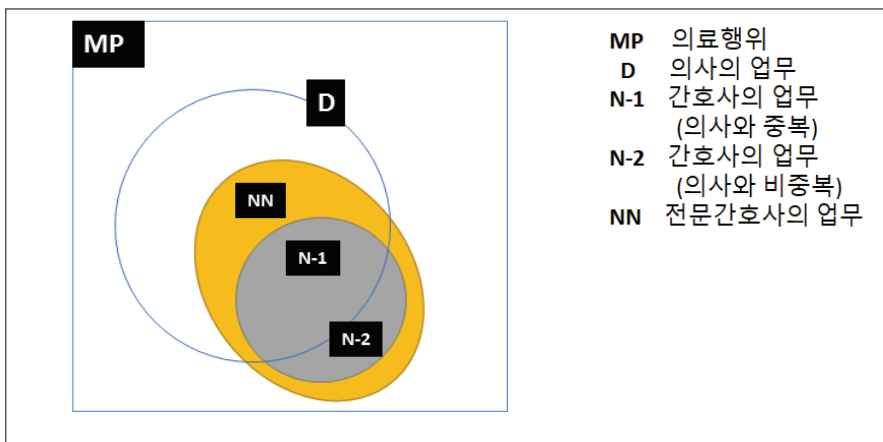 MP
D
NN
N-1
N-2
MP 의료행위
D 의사의 업무
N-1 간호사의 업무
(의사와 중복)
N-2 간호사의 업무
(의사와 비중복)
NN 전문간호사의 업무